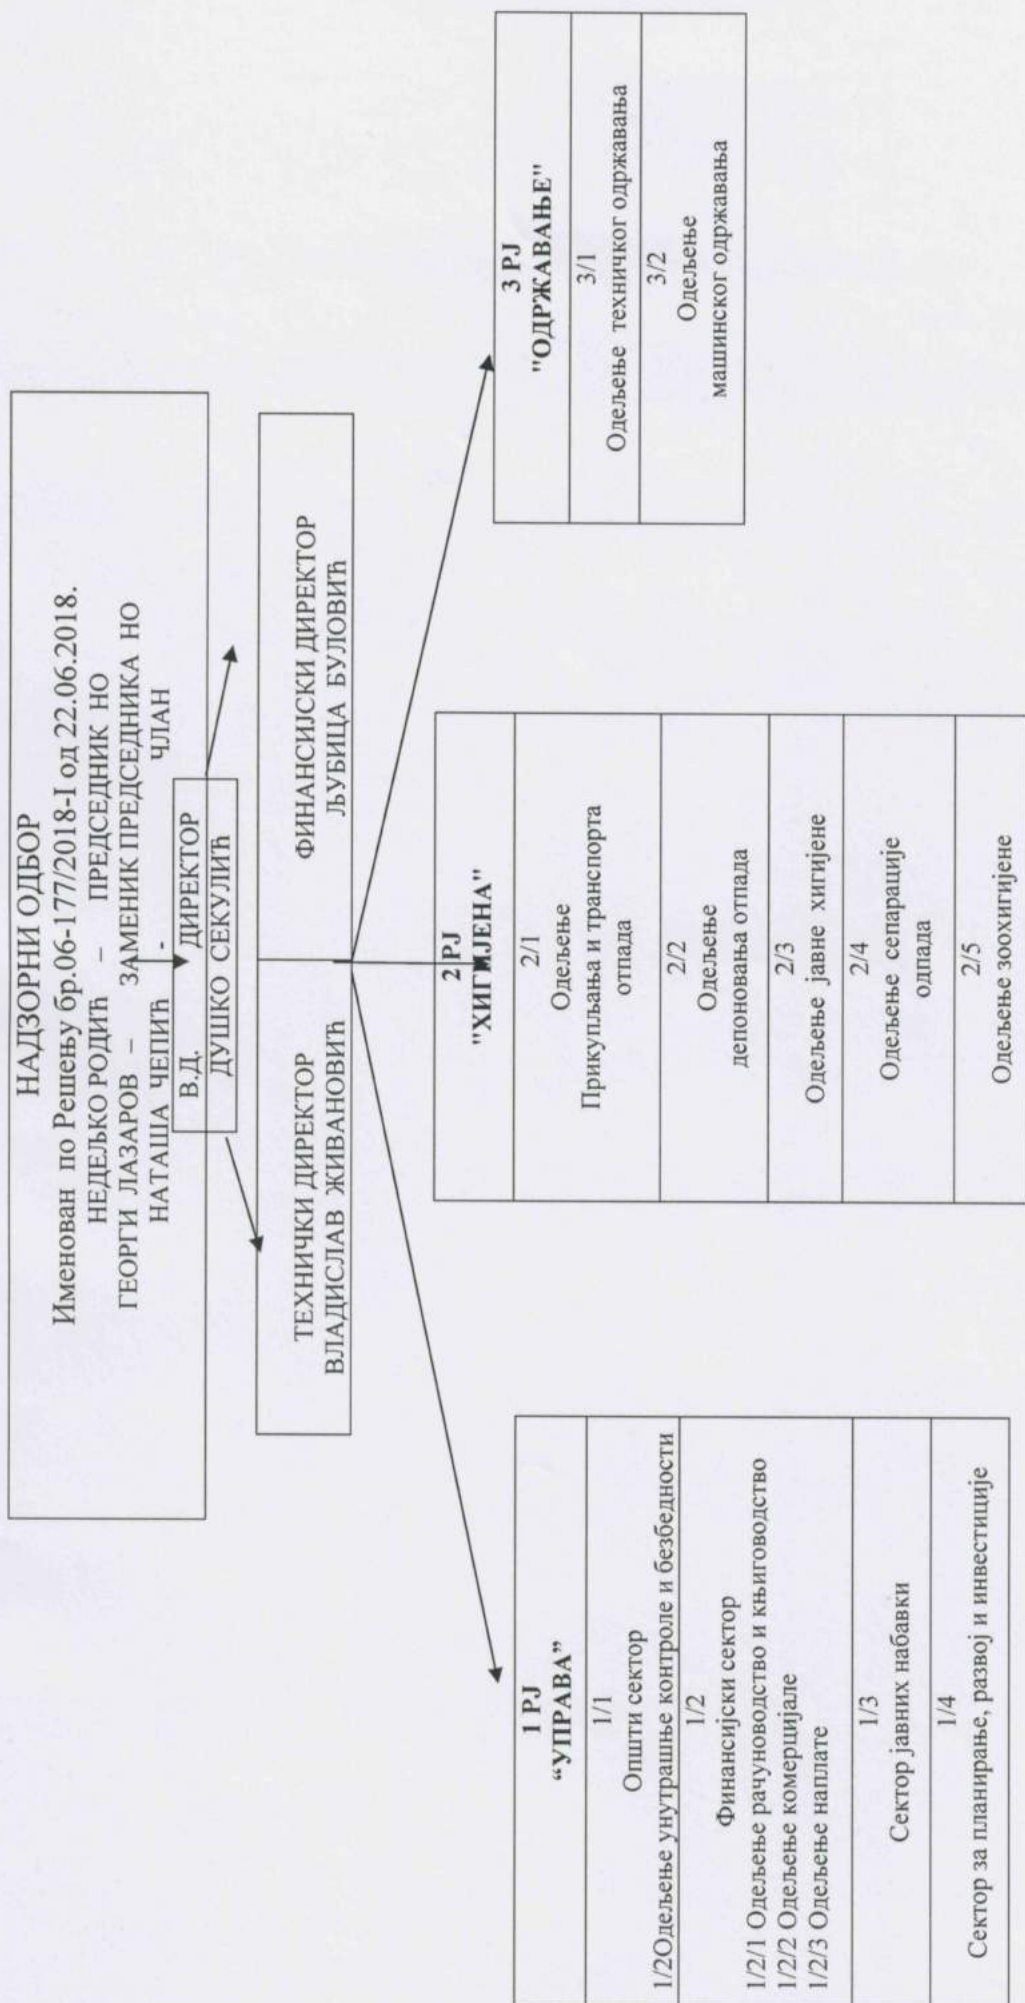 НАДЗОРНИ ОДБОР
Именован по Решењу бр.06-177/2018-I од 22.06.2018.
НЕДЕЉКО РОДИЋ – ПРЕДСЕДНИК НО
ГЕОРГИ ЛАЗАРОВ – ЗАМЕНИК ПРЕДСЕДНИКА НО
НАТАША ЧЕПИЋ - ЧЛАН
В.Д. ДИРЕКТОР
ДУШКО СЕКУЛИЋ
ТЕХНИЧКИ ДИРЕКТОР
ВЛАДИСЛАВ ЖИВАНОВИЋ
ФИНАНСИЈСКИ ДИРЕКТОР
ЉУБИЦА БУЛОВИЋ
1 РЈ
“УПРАВА”
1/1
Општи сектор
1/2Одељење унутрашње контроле и безбедности
1/2
Финансијски сектор
1/2/1 Одељење рачуноводство и књиговодство
1/2/2 Одељење комерцијале
1/2/3 Одељење наплате
1/3
Сектор јавних набавки
1/4
Сектор за планирање, развој и инвестиције
2 РЈ
"ХИГИЈЕНА"
2/1
Одељење
Прикупљања и транспорта
отпада
2/2
Одељење
депоновања отпада
2/3
Одељење јавне хигијене
2/4
Одељење сепарације
одпада
2/5
Одељење зоохигијене
3 РЈ
"ОДРЖАВАЊЕ"
3/1
Одељење техничког одржавања
3/2
Одељење
машинског одржавања